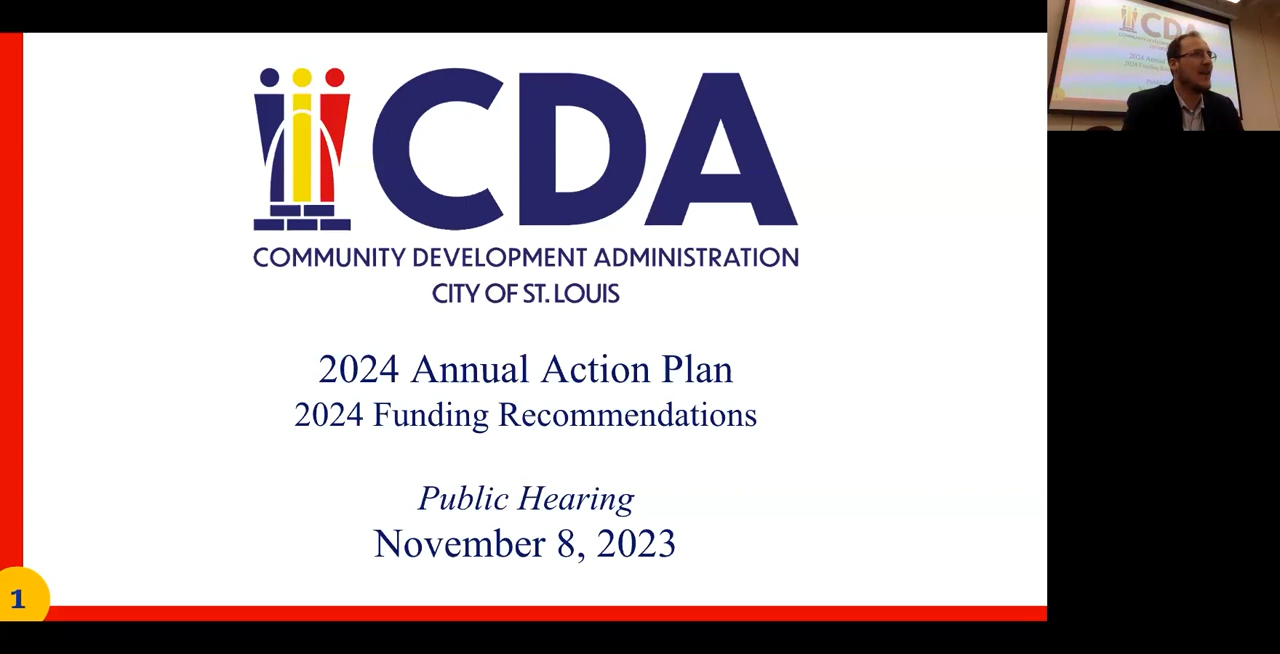 CDA
COMMUNITY DEVELOPMENT ADMINISTRATION
CITY OF ST. LOUIS
2024 Annual Action Plan
2024 Funding Recommendations
Public Hearing
November 8, 2023
1
CDA